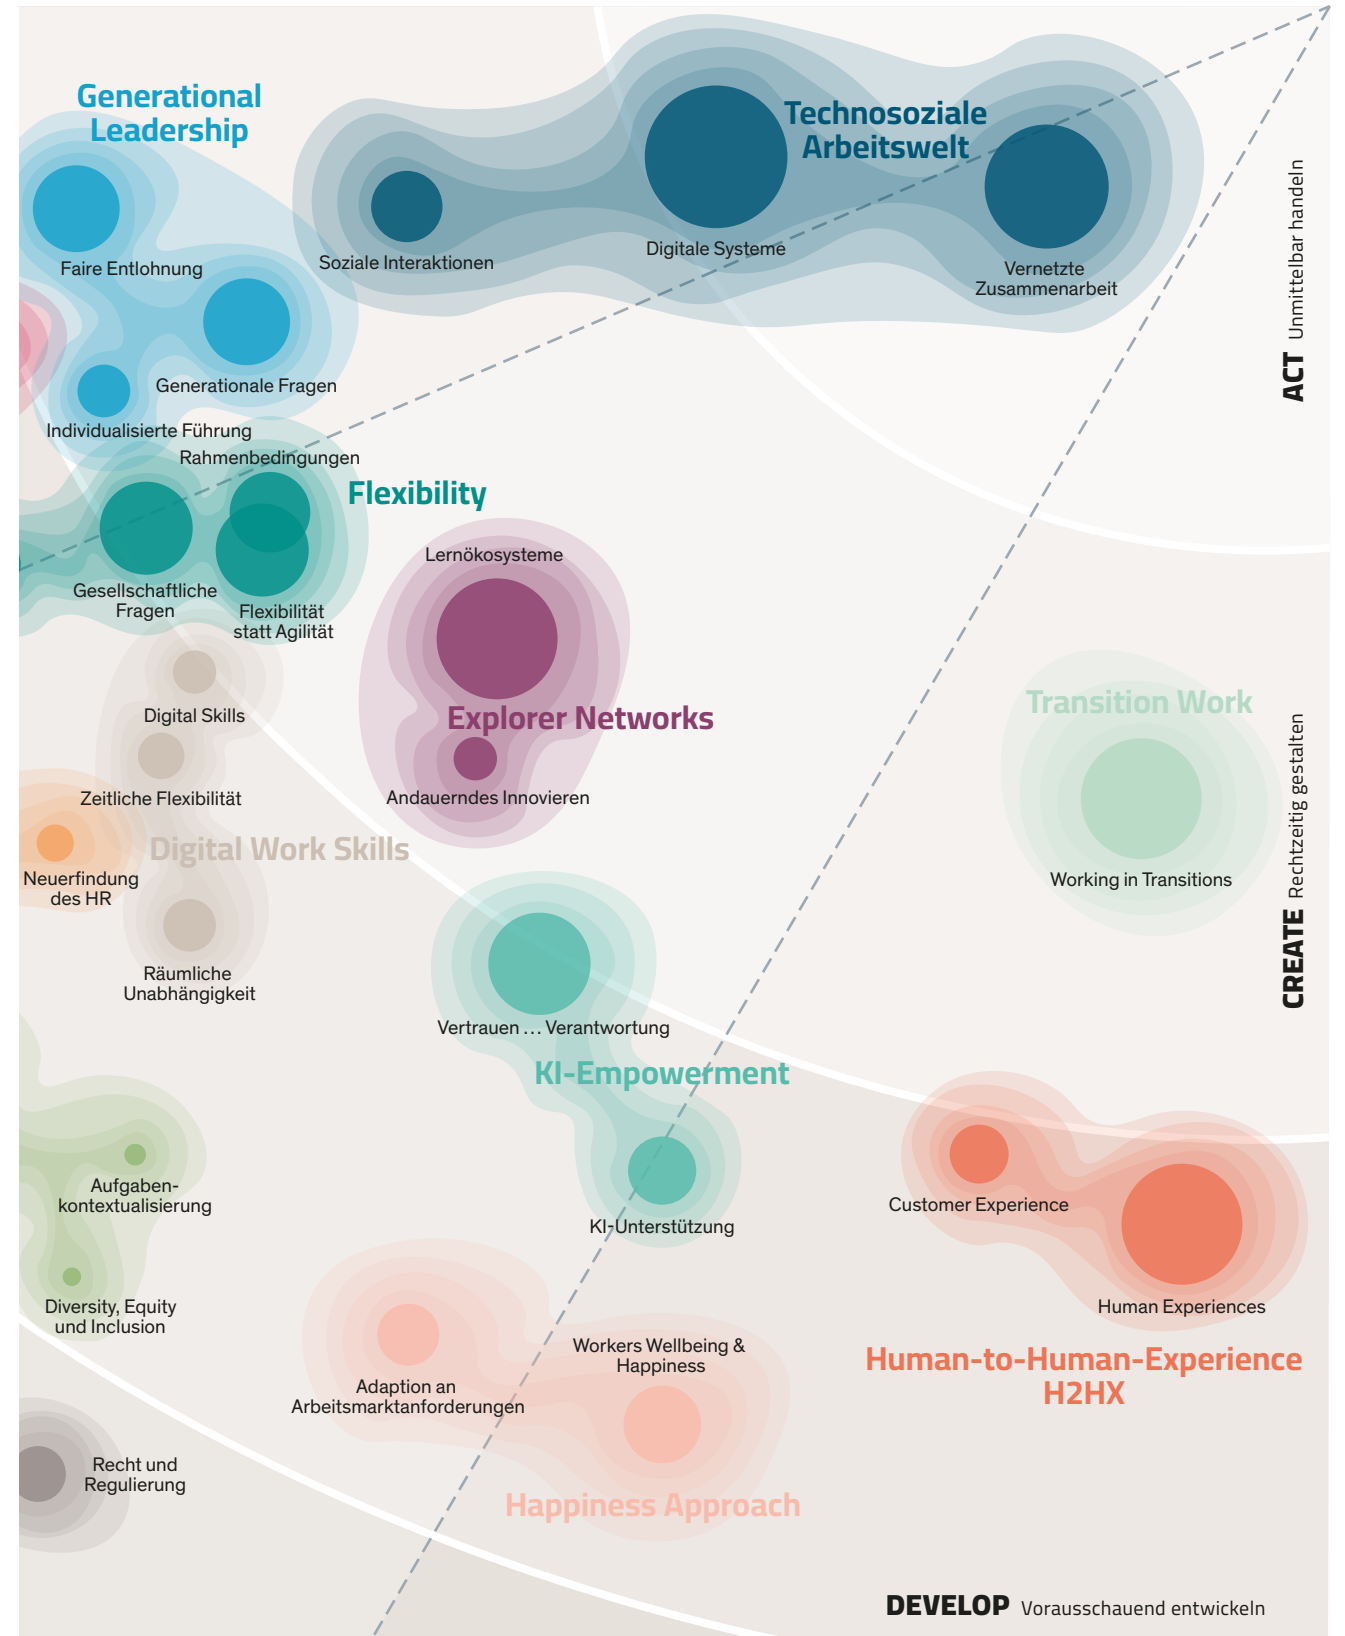 Generational
Leadership
Technosoziale
Arbeitswelt
Faire Entlohnung
Soziale Interaktionen
Digitale Systeme
Vernetzte
Zusammenarbeit
ACT Unmittelbar handeln
Generationale Fragen
Individualisierte Führung
Rahmenbedingungen
Flexibility
Gesellschaftliche
Fragen
Flexibilität
statt Agilität
Lernökosysteme
Explorer Networks
Andauerndes Innovieren
Digital Skills
Zeitliche Flexibilität
Digital Work Skills
Neuerfindung
des HR
Räumliche
Unabhängigkeit
Transition Work
Working in Transitions
CREATE Rechtzeitig gestalten
Vertrauen ... Verantwortung
KI-Empowerment
KI-Unterstützung
Aufgaben-
kontextualisierung
Diversity, Equity
und Inclusion
Customer Experience
Human Experiences
Human-to-Human-Experience
H2HX
Workers Wellbeing &
Happiness
Adaption an
Arbeitsmarktanforderungen
Happiness Approach
Recht und
Regulierung
DEVELOP Vorausschauend entwickeln